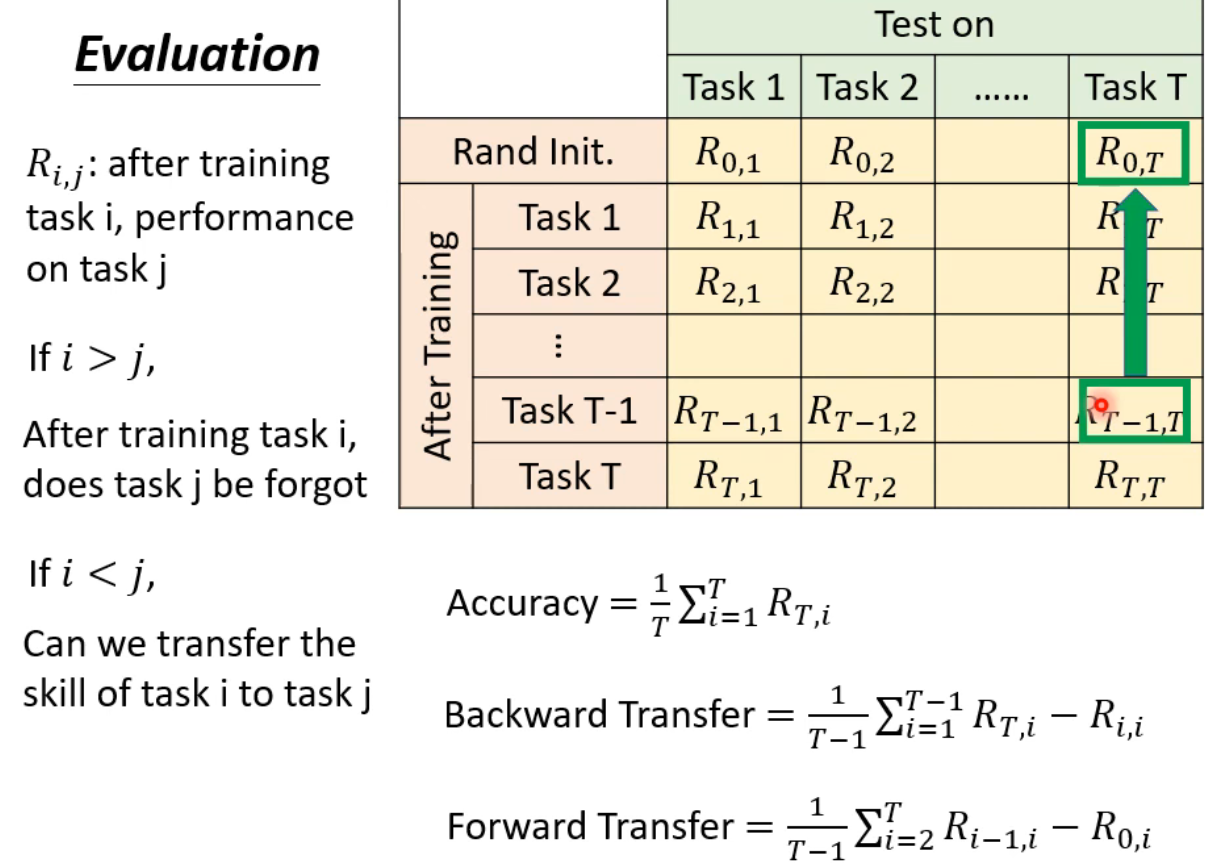 Evaluation
R_{i,j}: after training
task i, performance
on task j
If i > j,
After training task i,
does task j be forgot
If i < j,
Can we transfer the
skill of task i to task j
Test on
Task 1 Task 2 ...... Task T
Rand Init. R_{0,1} R_{0,2} R_{0,T}
After Training
Task 1 R_{1,1} R_{1,2} R T
Task 2 R_{2,1} R_{2,2} R T
⋮
Task T-1 R_{T−1,1} R_{T−1,2} R_{T−1,T}
Task T R_{T,1} R_{T,2} R_{T,T}
Accuracy = \frac{1}{T} \sum_{i=1}^{T} R_{T,i}
Backward Transfer = \frac{1}{T−1} \sum_{i=1}^{T−1} R_{T,i} − R_{i,i}
Forward Transfer = \frac{1}{T−1} \sum_{i=2}^{T} R_{i−1,i} − R_{0,i}